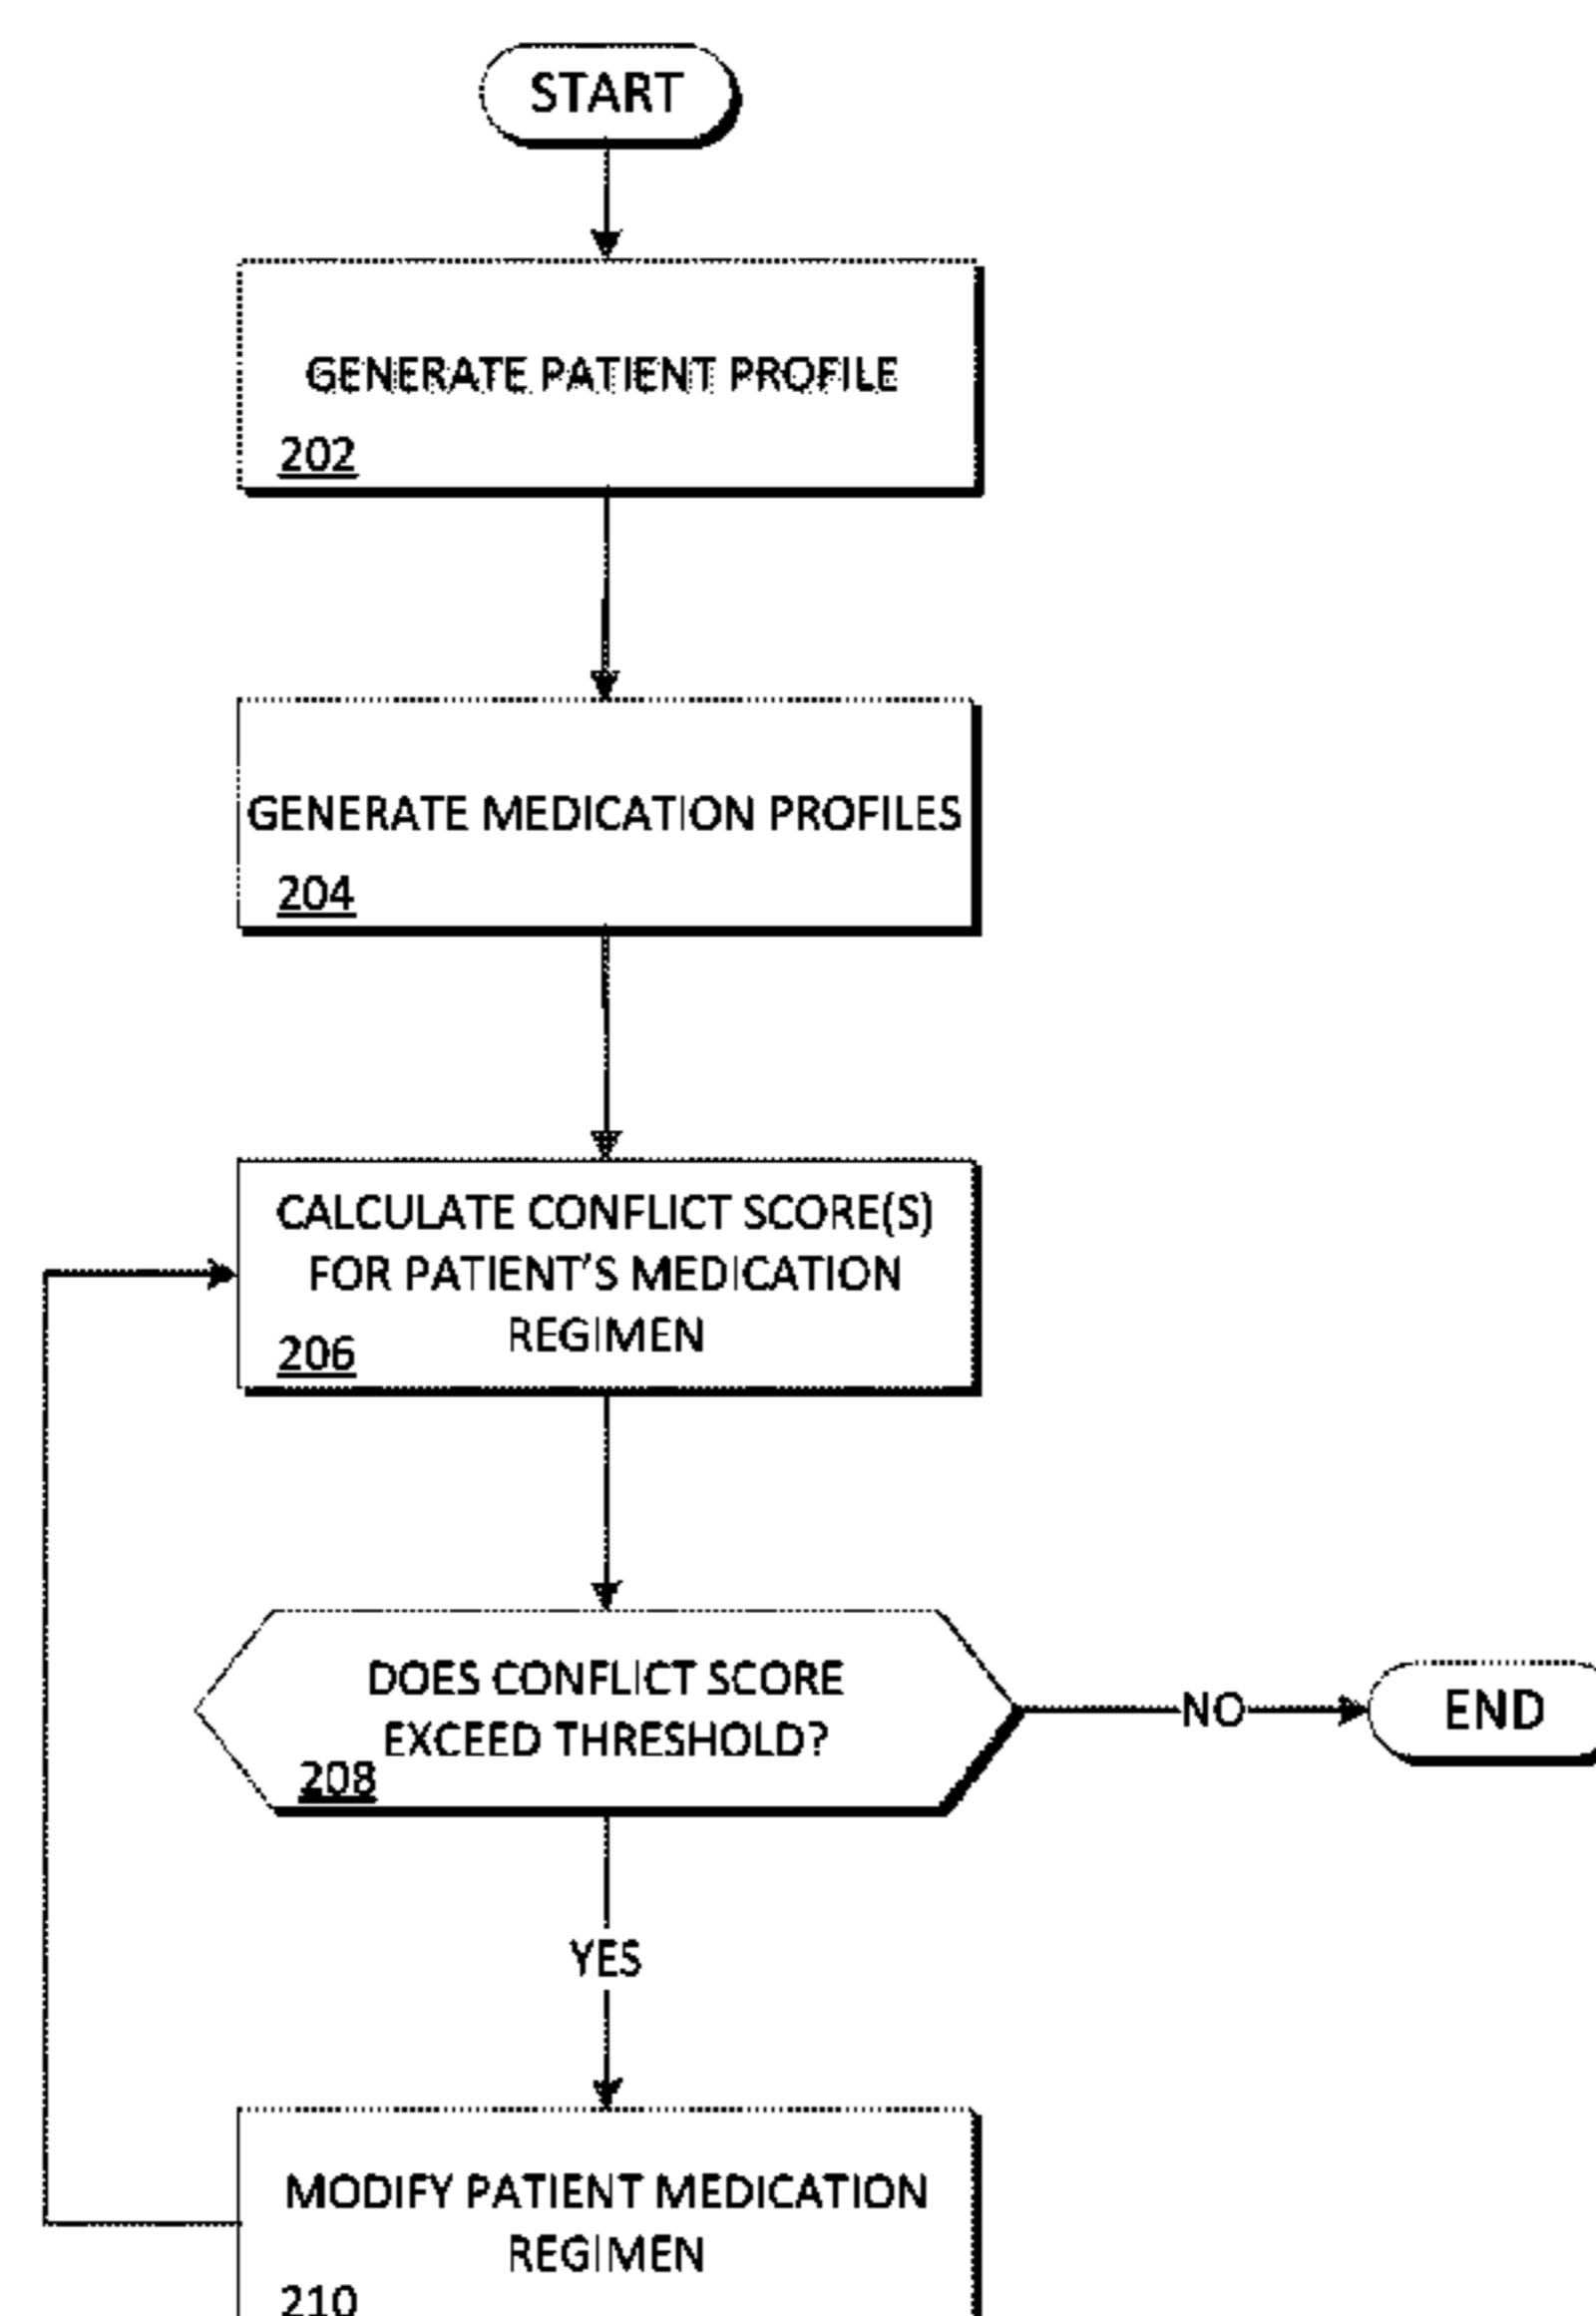 START
GENERATE PATIENT PROFILE
202
GENERATE MEDICATION PROFILES
204
CALCULATE CONFLICT SCORE(S)
FOR PATIENT'S MEDICATION
REGIMEN
206
DOES CONFLICT SCORE
EXCEED THRESHOLD?
208
NO
END
YES
MODIFY PATIENT MEDICATION
REGIMEN
210